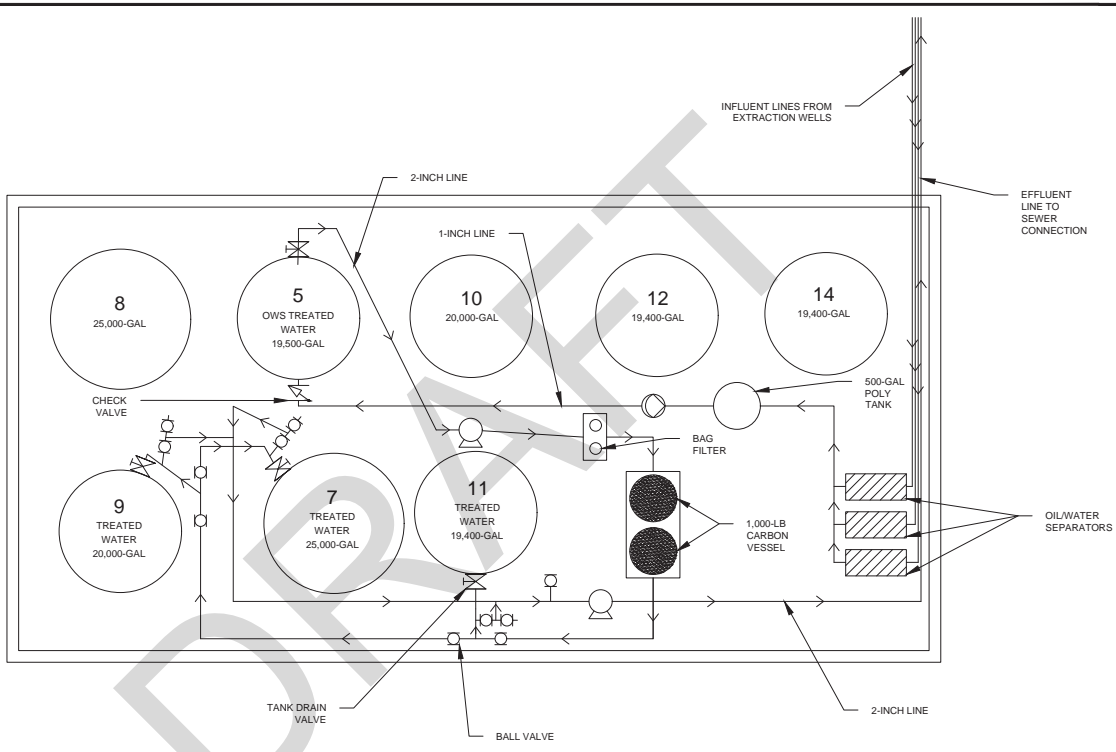 INFLUENT LINES FROM
EXTRACTION WELLS
2-INCH LINE
EFFLUENT
LINE TO
SEWER
CONNECTION
1-INCH LINE
8
25,000-GAL
5
OWS TREATED
WATER
19,500-GAL
10
20,000-GAL
12
19,400-GAL
14
19,400-GAL
CHECK
VALVE
500-GAL
POLY
TANK
BAG
FILTER
9
TREATED
WATER
20,000-GAL
7
TREATED
WATER
25,000-GAL
11
TREATED
WATER
19,400-GAL
1,000-LB
CARBON
VESSEL
OIL/WATER
SEPARATORS
TANK DRAIN
VALVE
BALL VALVE
2-INCH LINE
DRAFT